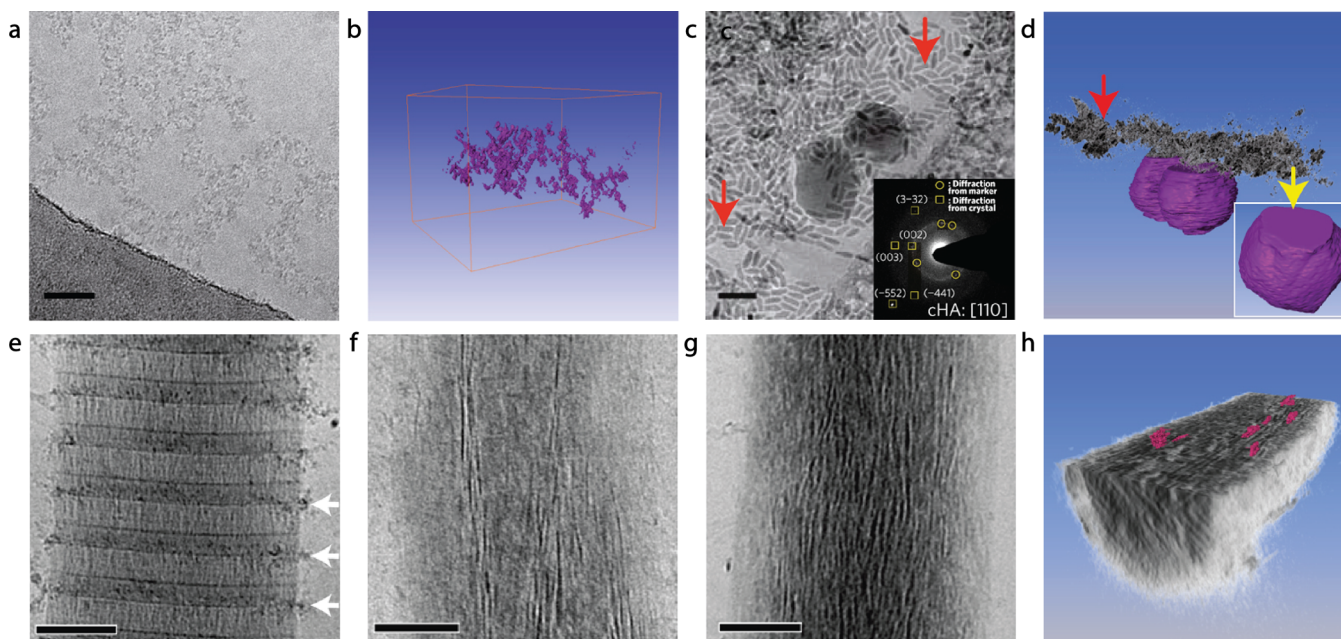 a
b
c
c
d
: Diffraction
from marker
: Diffraction
from crystal
(3-32)
(002)
(003)
(-552)
(-441)
cHA: [110]
e
f
g
h